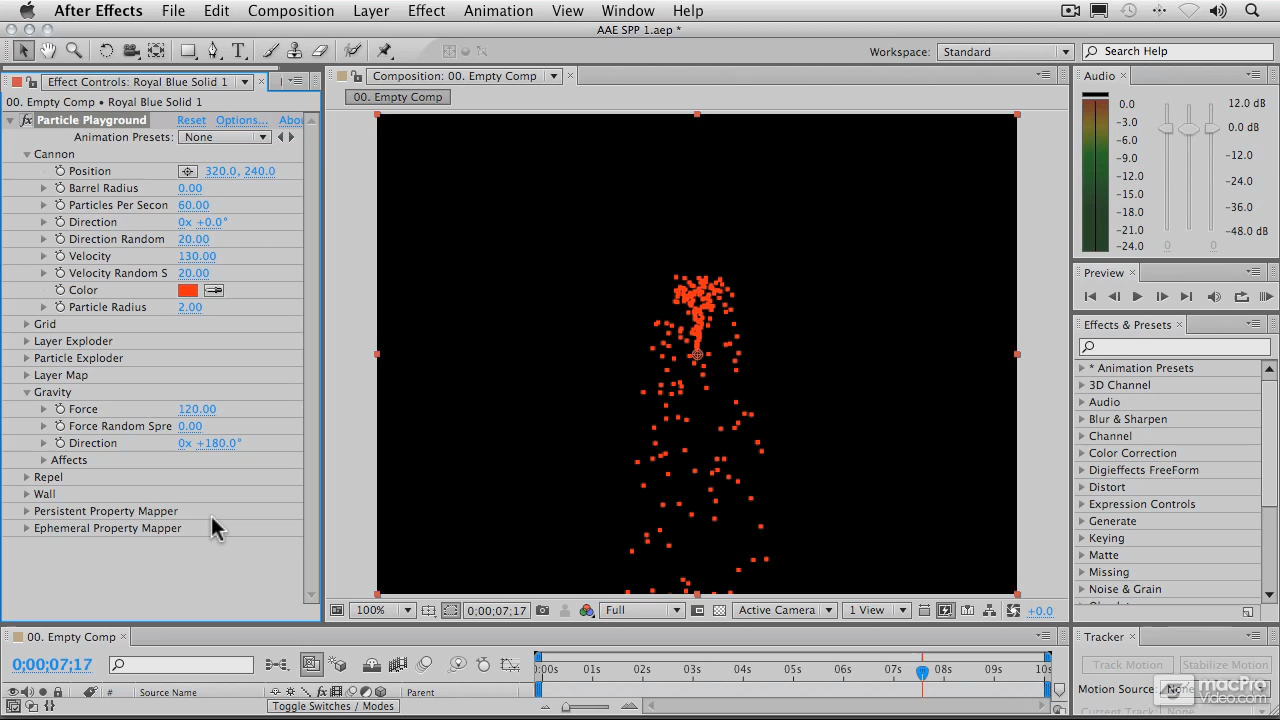 After Effects File Edit Composition Layer Effect Animation View Window Help
AAE SPP 1.aep *
Workspace: Standard Search Help
Effect Controls: Royal Blue Solid 1
00. Empty Comp • Royal Blue Solid 1
fx Particle Playground Reset Options... Abou
Animation Presets: None
Cannon
Position 320.0, 240.0
Barrel Radius 0.00
Particles Per Secon 60.00
Direction 0x +0.0°
Direction Random 20.00
Velocity 130.00
Velocity Random S 20.00
Color
Particle Radius 2.00
Grid
Layer Exploder
Particle Exploder
Layer Map
Gravity
Force 120.00
Force Random Spre 0.00
Direction 0x +180.0°
Affects
Repel
Wall
Persistent Property Mapper
Ephemeral Property Mapper
Composition: 00. Empty Comp
00. Empty Comp
100% 0;00;07;17 Full Active Camera 1 View +0.0
Audio
0.0 12.0 dB
-3.0 0.0 dB
-6.0
-9.0 -12.0
-12.0
-15.0 -24.0
-18.0 -36.0
-21.0 -48.0 dB
-24.0 0 0
Preview
Effects & Presets
* Animation Presets
3D Channel
Audio
Blur & Sharpen
Channel
Color Correction
Digieffects FreeForm
Distort
Expression Controls
Generate
Keying
Matte
Missing
Noise & Grain
00. Empty Comp
0;00;07;17
0:00s 01s 02s 03s 04s 05s 06s 07s 08s 09s 10s
# Source Name fx Parent
Toggle Switches / Modes
Tracker
Track Motion Stabilize Motion
Motion Source:
Current Track:
macPro
Video.com